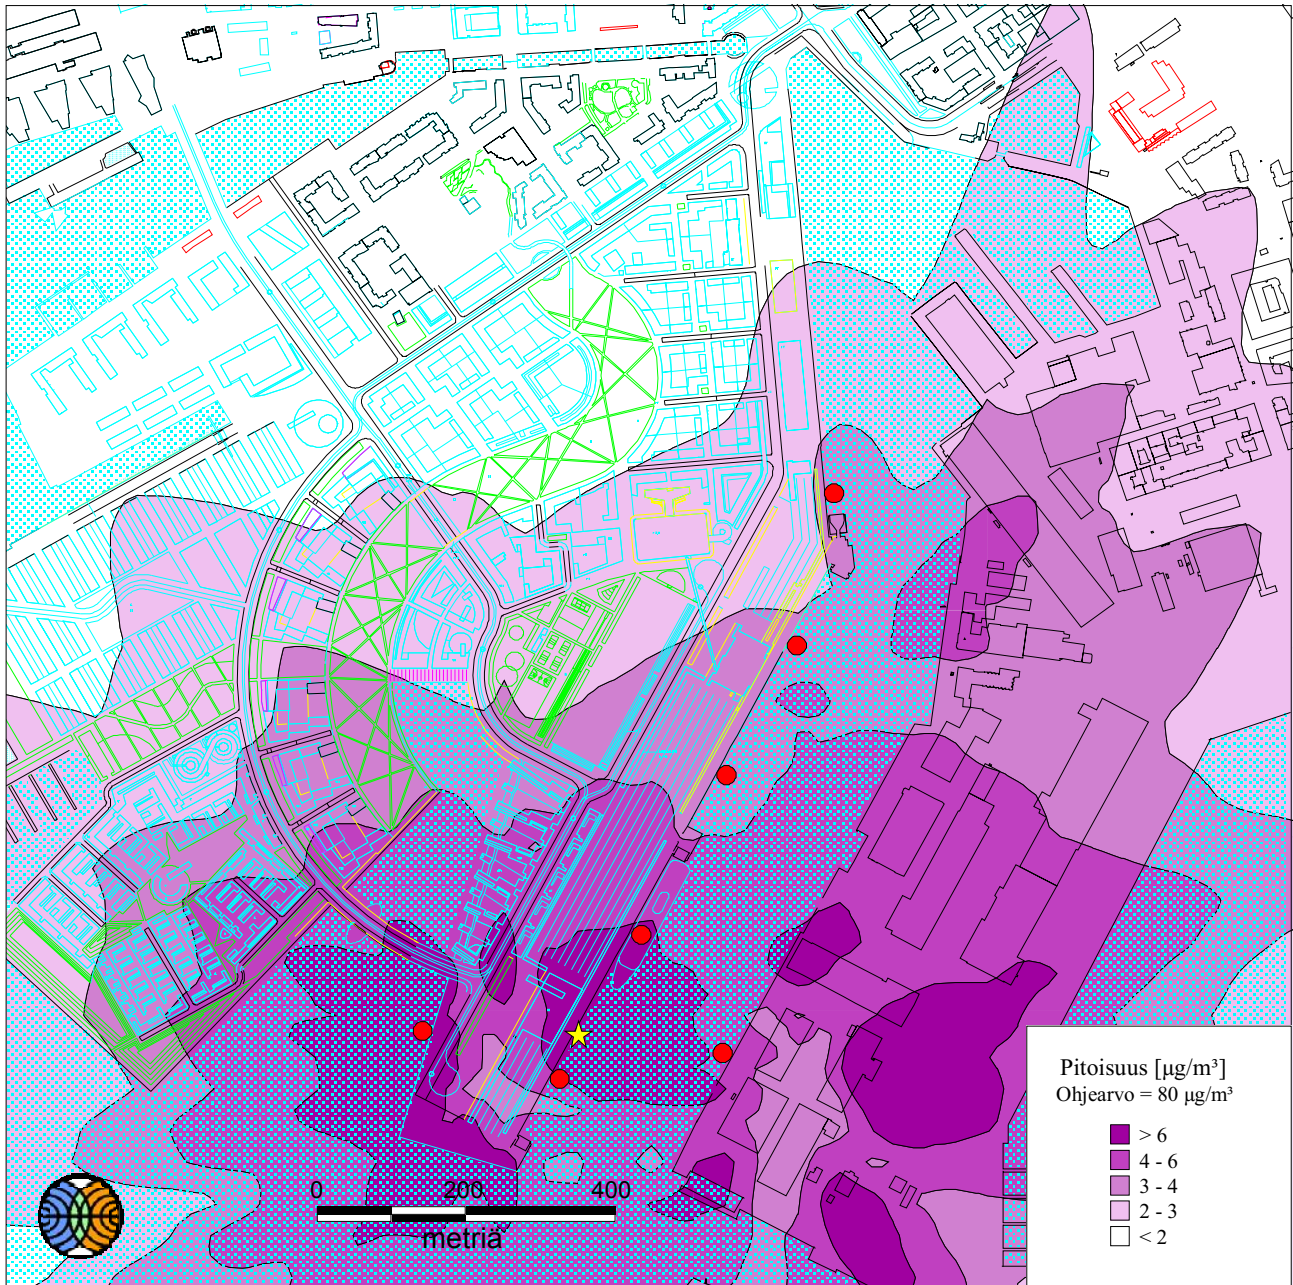 Pitoisuus [µg/m³]
Ohjearvo = 80 µg/m³
> 6
4 - 6
3 - 4
2 - 3
< 2
0 200 400
metriä